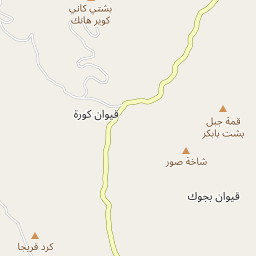 بشتي كاني
كوير هانك
قيوان كورة
قمة جبل
بشت بابكر
شاخة صور
قيوان بجوك
كرد قريجا